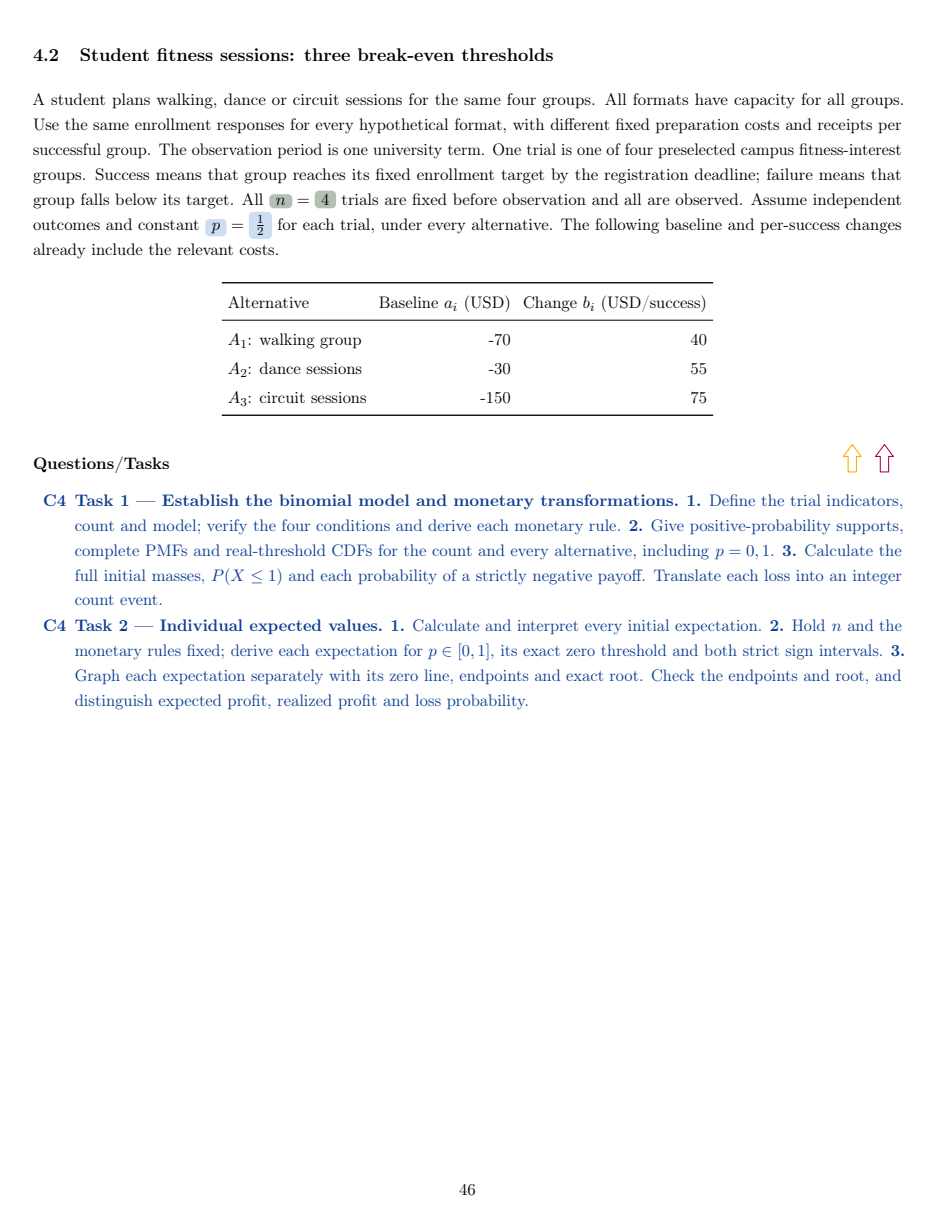 4.2 Student fitness sessions: three break-even thresholds
A student plans walking, dance or circuit sessions for the same four groups. All formats have capacity for all groups.
Use the same enrollment responses for every hypothetical format, with different fixed preparation costs and receipts per
successful group. The observation period is one university term. One trial is one of four preselected campus fitness-interest
groups. Success means that group reaches its fixed enrollment target by the registration deadline; failure means that
group falls below its target. All n = 4 trials are fixed before observation and all are observed. Assume independent
outcomes and constant p = 1/2 for each trial, under every alternative. The following baseline and per-success changes
already include the relevant costs.
Alternative Baseline aᵢ (USD) Change bᵢ (USD/success)
A₁: walking group -70 40
A₂: dance sessions -30 55
A₃: circuit sessions -150 75
Questions/Tasks
C4 Task 1 — Establish the binomial model and monetary transformations. 1. Define the trial indicators,
count and model; verify the four conditions and derive each monetary rule. 2. Give positive-probability supports,
complete PMFs and real-threshold CDFs for the count and every alternative, including p = 0, 1. 3. Calculate the
full initial masses, P(X ≤ 1) and each probability of a strictly negative payoff. Translate each loss into an integer
count event.
C4 Task 2 — Individual expected values. 1. Calculate and interpret every initial expectation. 2. Hold n and the
monetary rules fixed; derive each expectation for p ∈ [0, 1], its exact zero threshold and both strict sign intervals. 3.
Graph each expectation separately with its zero line, endpoints and exact root. Check the endpoints and root, and
distinguish expected profit, realized profit and loss probability.
46